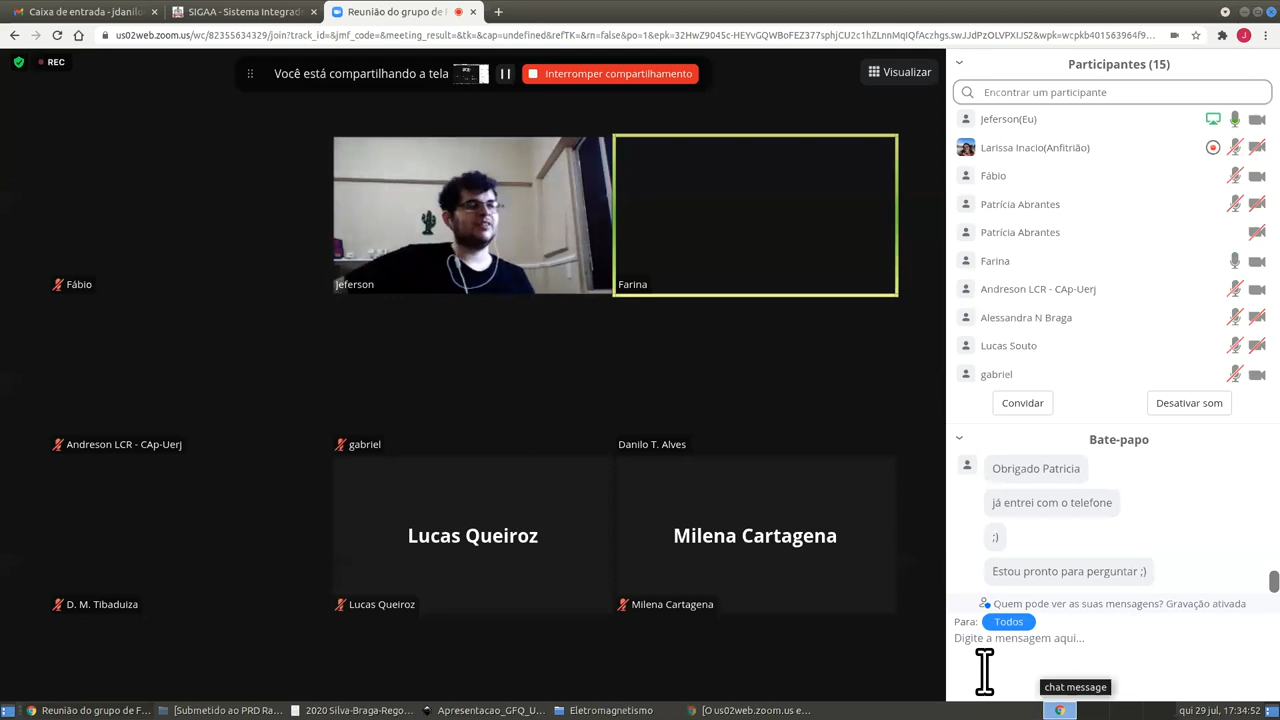 Caixa de entrada - jdanilol
SIGAA - Sistema Integrad
Reunião do grupo de F
us02web.zoom.us/wc/82355634329/join?track_id=&jmf_code=&meeting_result=&tk=&cap=undefined&refTK=&rn=false&po=1&epk=
J
REC
Você está compartilhando a tela
Interromper compartilhamento
Visualizar
Fábio
Jeferson
Farina
Andreson LCR - CAp-UerJ
gabriel
Danilo T. Alves
Lucas Queiroz
Milena Cartagena
D. M. Tibaduiza
Lucas Queiroz
Milena Cartagena
Participantes (15)
Encontrar um participante
Jeferson(Eu)
Larissa Inacio(Anfitrião)
Fábio
Patrícia Abrantes
Patrícia Abrantes
Farina
Andreson LCR - CAp-Uerj
Alessandra N Braga
Lucas Souto
gabriel
Convidar
Desativar som
Bate-papo
Obrigado Patricia
já entrei com o telefone
;)
Estou pronto para perguntar ;)
Quem pode ver as suas mensagens? Gravação ativada
Para: Todos
Digite a mensagem aqui...
chat message
Reunião do grupo de F...
[Submetido ao PRD Ra...
2020 Silva-Braga-Rego...
Apresentacao_GFQ_U...
Eletromagnetismo
[O us02web.zoom.us e...
qui 29 jul, 17:34:52